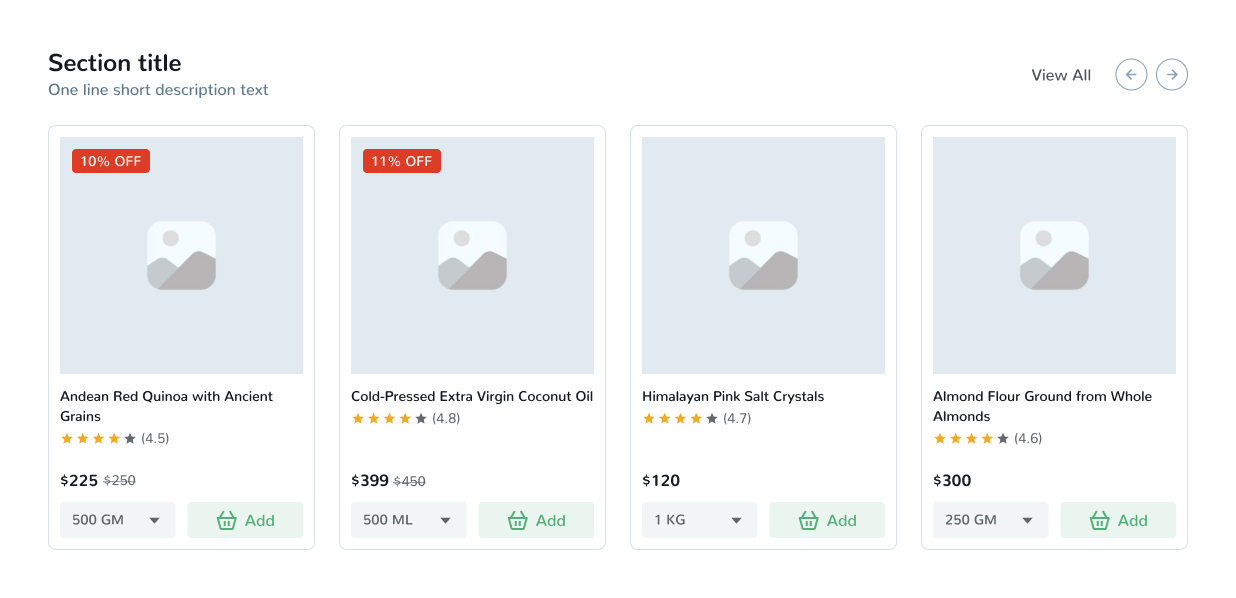 Section title
One line short description text
View All
10% OFF
Andean Red Quinoa with Ancient
Grains
(4.5)
$225 $250
500 GM
Add
11% OFF
Cold-Pressed Extra Virgin Coconut Oil
(4.8)
$399 $450
500 ML
Add
Himalayan Pink Salt Crystals
(4.7)
$120
1 KG
Add
Almond Flour Ground from Whole
Almonds
(4.6)
$300
250 GM
Add